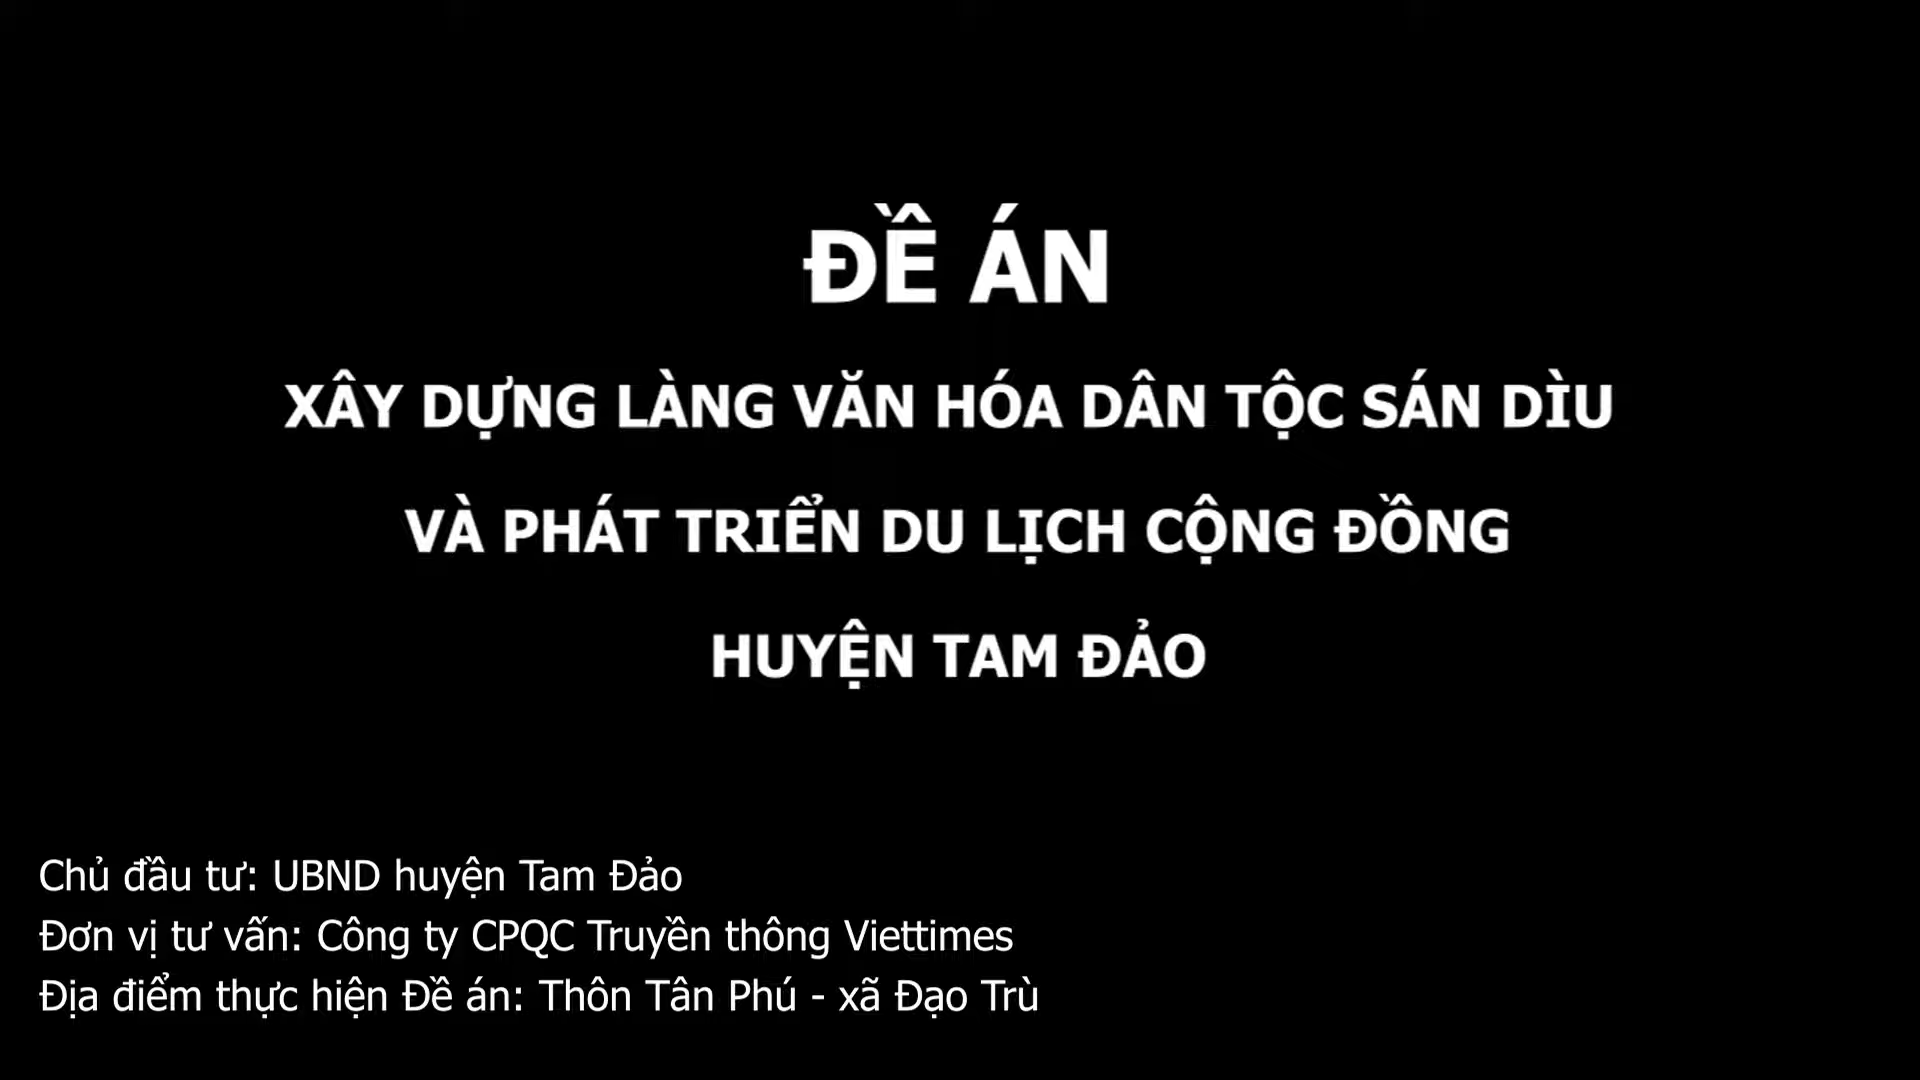 ĐỀ ÁN
XÂY DỰNG LÀNG VĂN HÓA DÂN TỘC SÁN DÌU
VÀ PHÁT TRIỂN DU LỊCH CỘNG ĐỒNG
HUYỆN TAM ĐẢO
Chủ đầu tư: UBND huyện Tam Đảo
Đơn vị tư vấn: Công ty CPQC Truyền thông Viettimes
Địa điểm thực hiện Đề án: Thôn Tân Phú - xã Đạo Trù